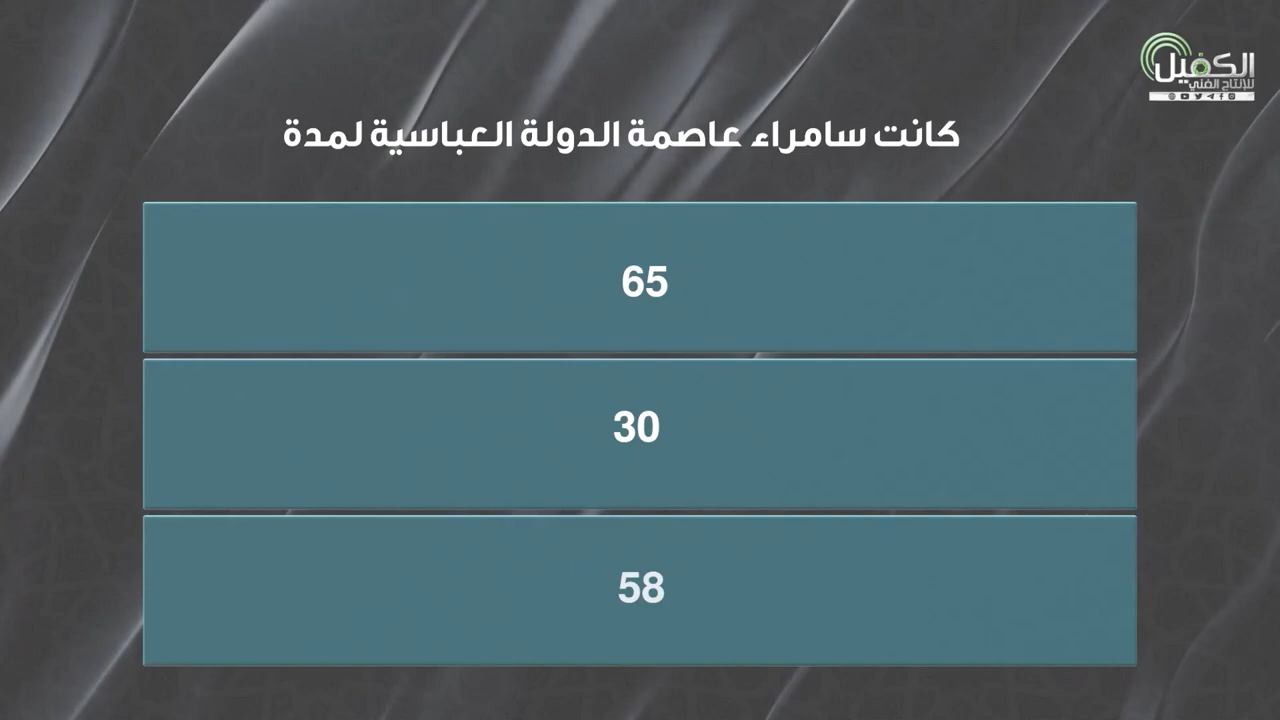 الكفيل
للإنتاج الفني
كانت سامراء عاصمة الدولة العباسية لمدة
65
30
58